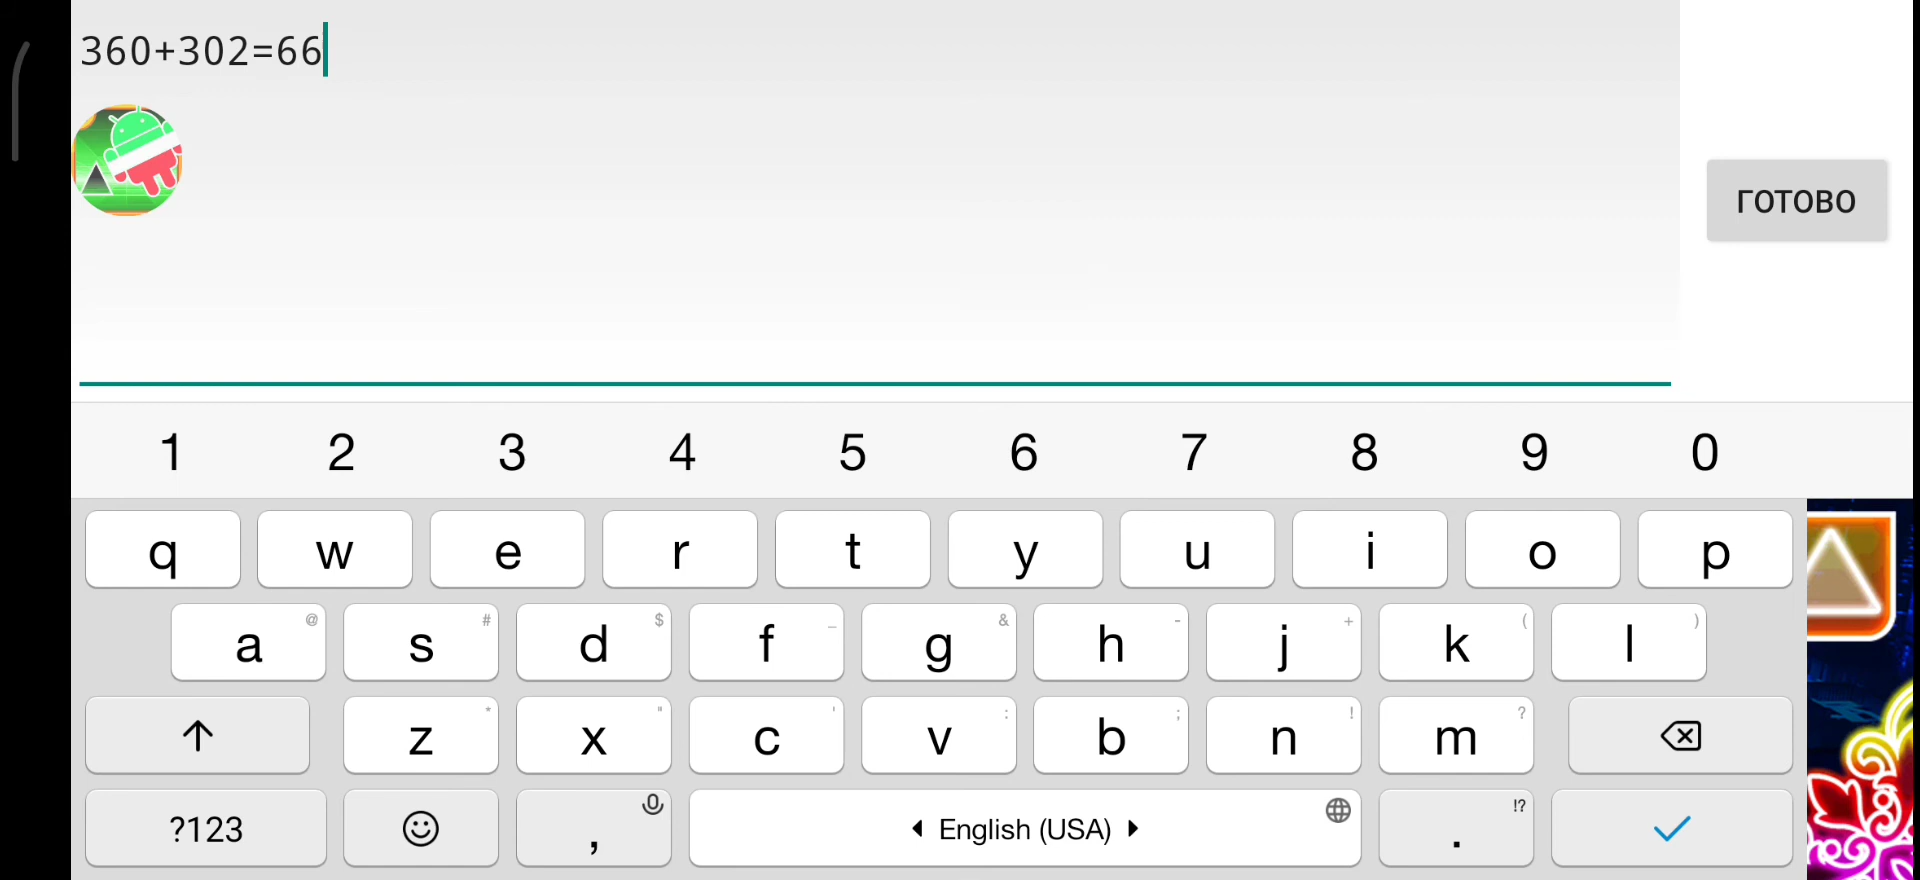 360+302=66
ГОТОВО
1 2 3 4 5 6 7 8 9 0
q w e r t y u i o p
@ # $ _ & - + ( )
a s d f g h j k l
* " ' : ; ! ?
z x c v b n m
!?
?123 , English (USA) .